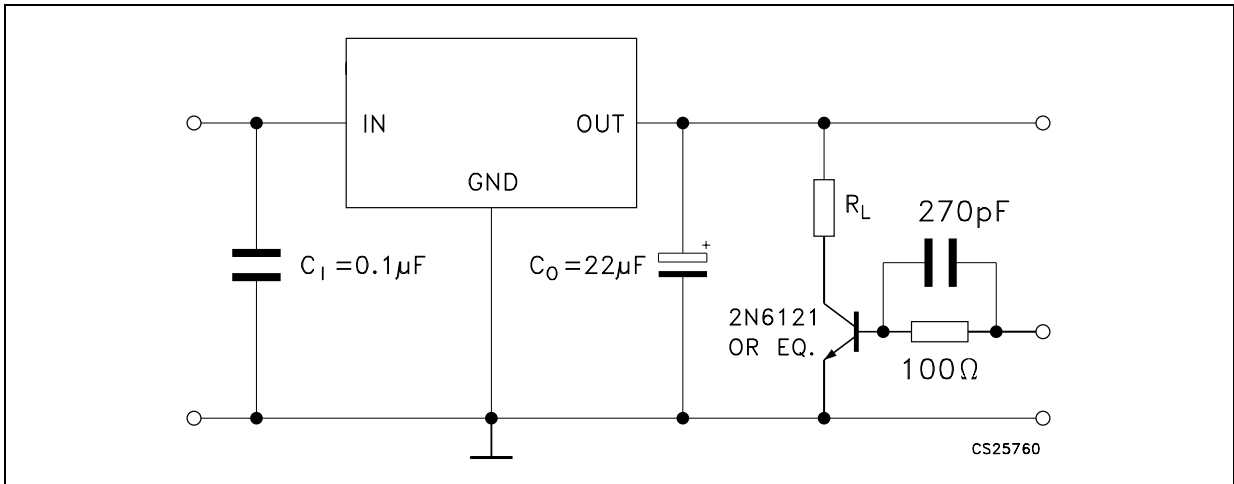 IN
OUT
GND
C_I =0.1µF
C_O =22µF
+
R_L
270pF
2N6121
OR EQ.
100Ω
CS25760